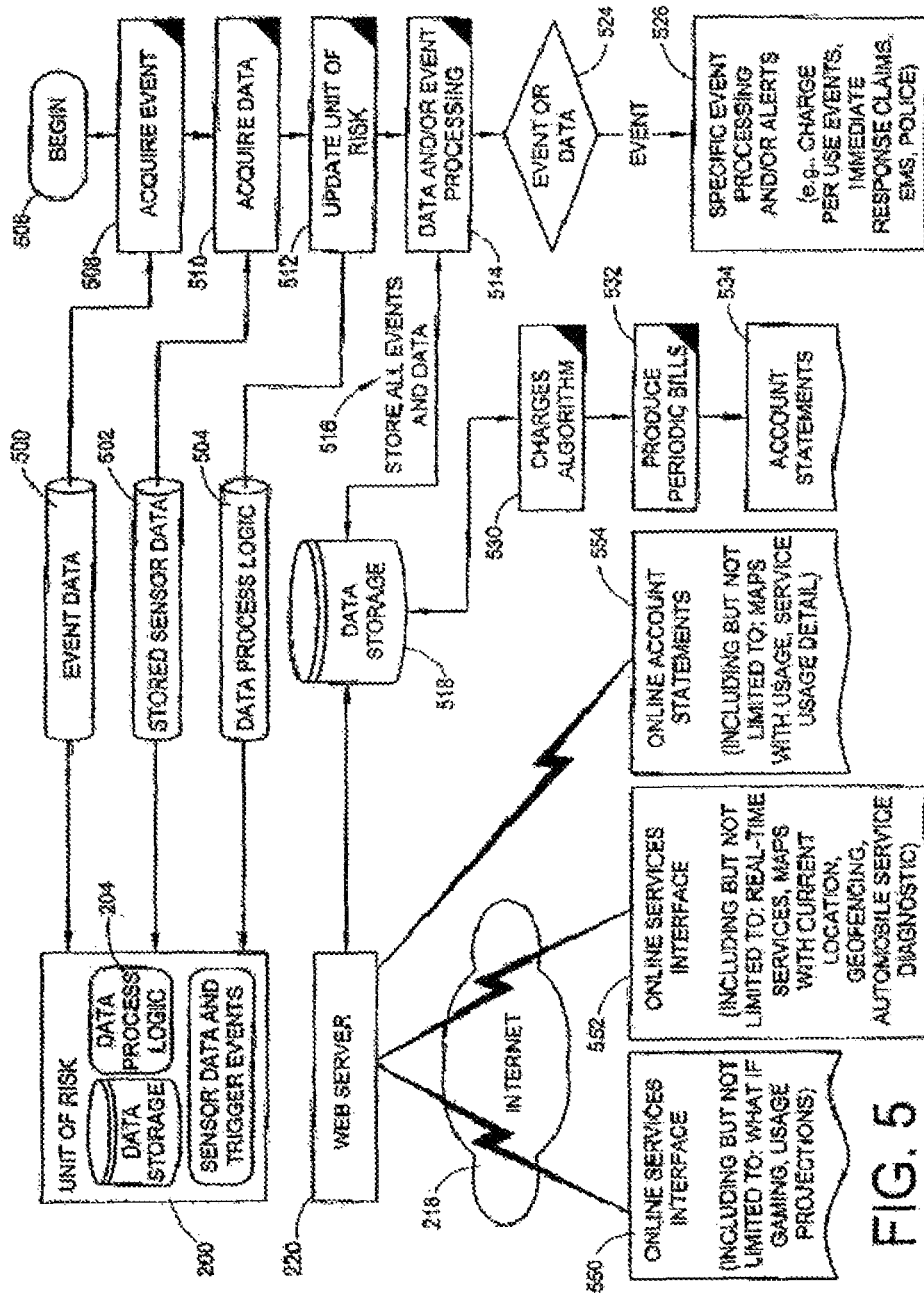 506
BEGIN
508
ACQUIRE EVENT
510
ACQUIRE DATA
512
UPDATE UNIT OF
RISK
DATA AND/OR EVENT
PROCESSING
514
524
EVENT OR
DATA
EVENT
526
SPECIFIC EVENT
PROCESSING
AND/OR ALERTS
(e.g., CHARGE
PER USE EVENTS,
IMMEDIATE
RESPONSE CLAIMS,
EMS, POLICE)
500
EVENT DATA
502
STORED SENSOR DATA
504
DATA PROCESS LOGIC
516
STORE ALL EVENTS
AND DATA
DATA
STORAGE
518
530
CHARGES
ALGORITHM
532
PRODUCE
PERIODIC BILLS
534
ACCOUNT
STATEMENTS
UNIT OF RISK
204
DATA
STORAGE
DATA
PROCESS
LOGIC
SENSOR DATA AND
TRIGGER EVENTS
200
220
WEB SERVER
218
INTERNET
554
ONLINE ACCOUNT
STATEMENTS
(INCLUDING BUT NOT
LIMITED TO: MAPS
WITH USAGE, SERVICE
USAGE DETAIL)
552
ONLINE SERVICES
INTERFACE
(INCLUDING BUT NOT
LIMITED TO: REAL-TIME
SERVICES, MAPS
WITH CURRENT
LOCATION,
GEOFENCING,
AUTOMOBILE SERVICE
DIAGNOSTIC)
550
ONLINE SERVICES
INTERFACE
(INCLUDING BUT NOT
LIMITED TO: WHAT IF
GAMING, USAGE
PROJECTIONS)
FIG. 5